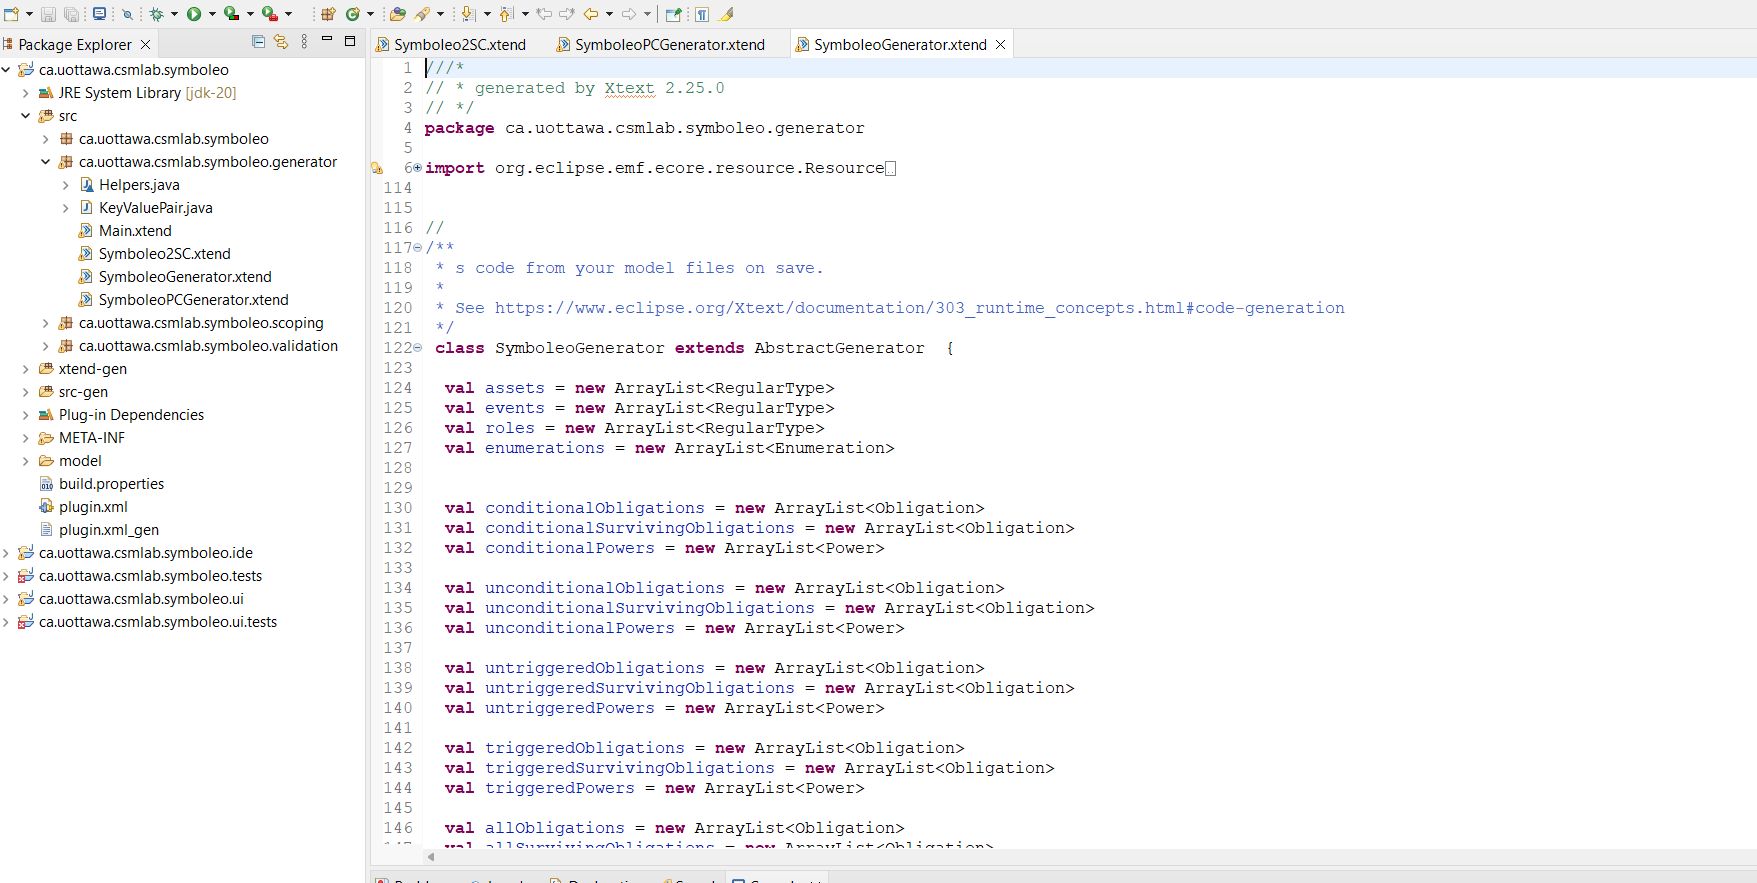 Package Explorer
ca.uottawa.csmlab.symboleo
JRE System Library [jdk-20]
src
ca.uottawa.csmlab.symboleo
ca.uottawa.csmlab.symboleo.generator
Helpers.java
KeyValuePair.java
Main.xtend
Symboleo2SC.xtend
SymboleoGenerator.xtend
SymboleoPCGenerator.xtend
ca.uottawa.csmlab.symboleo.scoping
ca.uottawa.csmlab.symboleo.validation
xtend-gen
src-gen
Plug-in Dependencies
META-INF
model
build.properties
plugin.xml
plugin.xml_gen
ca.uottawa.csmlab.symboleo.ide
ca.uottawa.csmlab.symboleo.tests
ca.uottawa.csmlab.symboleo.ui
ca.uottawa.csmlab.symboleo.ui.tests
Symboleo2SC.xtend SymboleoPCGenerator.xtend SymboleoGenerator.xtend
1 ///*
2 // * generated by Xtext 2.25.0
3 // */
4 package ca.uottawa.csmlab.symboleo.generator
5
6 import org.eclipse.emf.ecore.resource.Resource
114
115
116 //
117 /**
118 * s code from your model files on save.
119 *
120 * See https://www.eclipse.org/Xtext/documentation/303_runtime_concepts.html#code-generation
121 */
122 class SymboleoGenerator extends AbstractGenerator {
123
124 val assets = new ArrayList<RegularType>
125 val events = new ArrayList<RegularType>
126 val roles = new ArrayList<RegularType>
127 val enumerations = new ArrayList<Enumeration>
128
129
130 val conditionalObligations = new ArrayList<Obligation>
131 val conditionalSurvivingObligations = new ArrayList<Obligation>
132 val conditionalPowers = new ArrayList<Power>
133
134 val unconditionalObligations = new ArrayList<Obligation>
135 val unconditionalSurvivingObligations = new ArrayList<Obligation>
136 val unconditionalPowers = new ArrayList<Power>
137
138 val untriggeredObligations = new ArrayList<Obligation>
139 val untriggeredSurvivingObligations = new ArrayList<Obligation>
140 val untriggeredPowers = new ArrayList<Power>
141
142 val triggeredObligations = new ArrayList<Obligation>
143 val triggeredSurvivingObligations = new ArrayList<Obligation>
144 val triggeredPowers = new ArrayList<Power>
145
146 val allObligations = new ArrayList<Obligation>
147 val allSurvivingObligations = new ArrayList<Obligation>